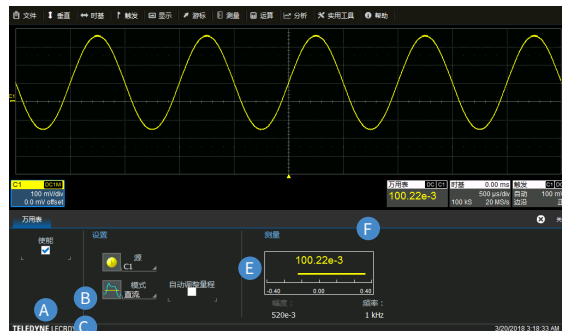 文件 垂直 时基 触发 显示 游标 测量 运算 分析 实用工具 帮助
C1
C1 DC1M
100 mV/div
0.0 mV offset
万用表 DC C1
100.22e-3
时基 0.00 ms
500 µs/div
100 kS 20 MS/s
触发 C1 DC
自动 100 m
边沿 正
万用表
使能
设置
源
C1
模式
直流
自动调整量程
测量
100.22e-3
-0.40 0.00 0.40
幅度：
520e-3
频率：
1 kHz
A
B
C
E
F
TELEDYNE LECROY
3/20/2018 3:18:33 AM